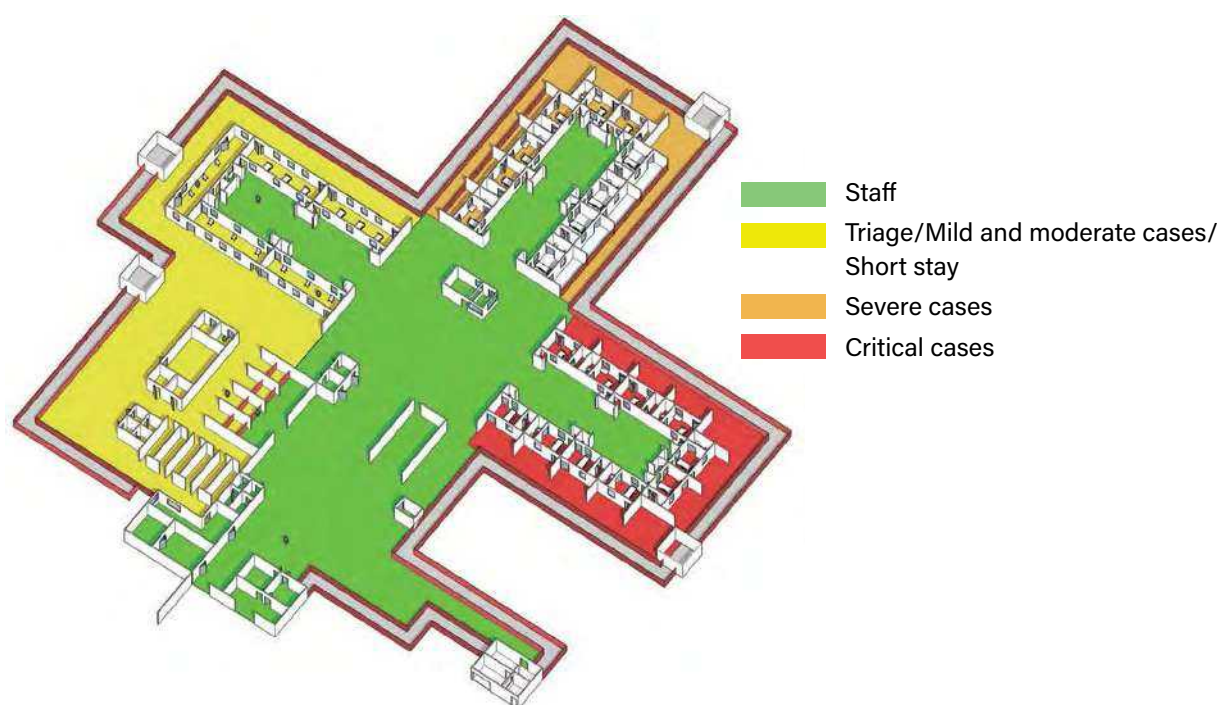 Staff
Triage/Mild and moderate cases/
Short stay
Severe cases
Critical cases